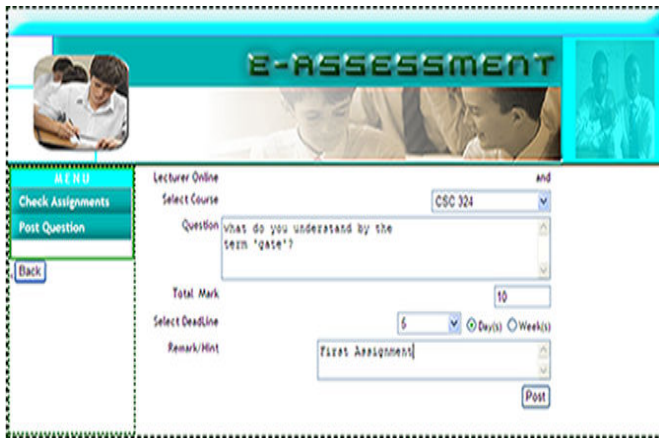 E-ASSESSMENT
MENU
Check Assignments
Post Question
Back
Lecturer Online and
Select Course CSC 324
Question what do you understand by the
term "gate"?
Total Mark 10
Select DeadLine 5 Day(s) Week(s)
Remark/Hint First Assignment
Post